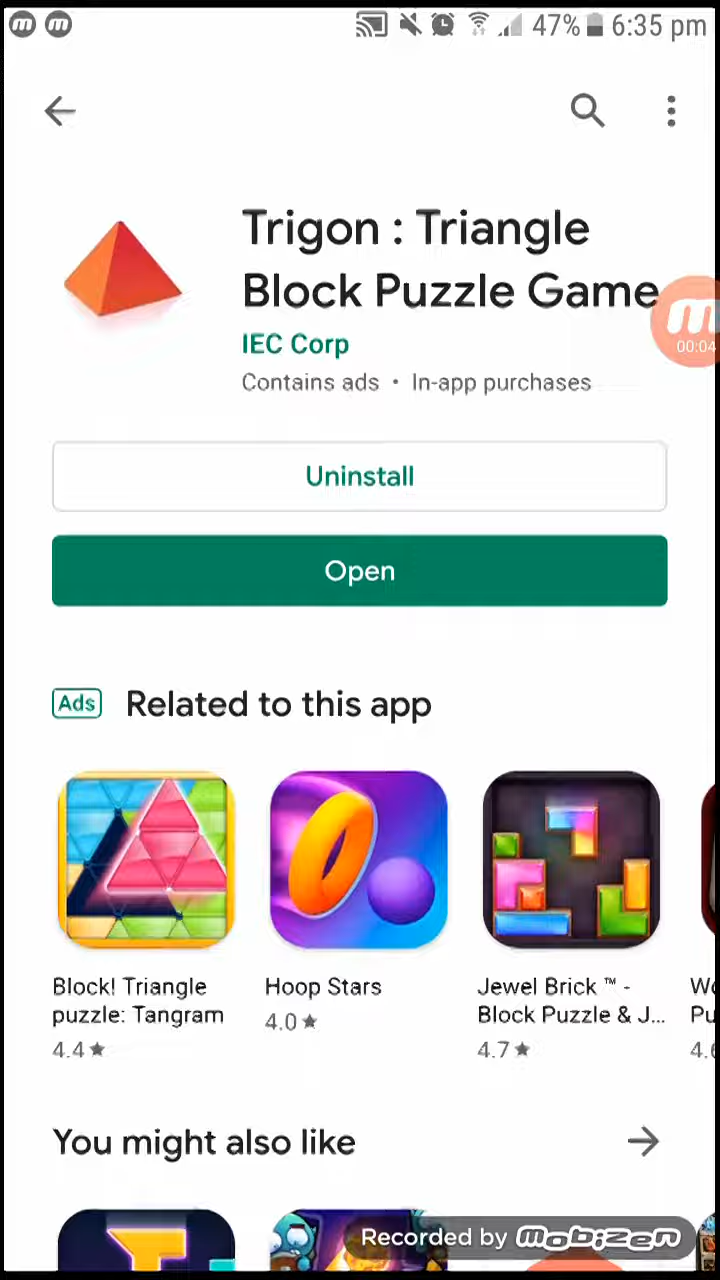 47% 6:35 pm
Trigon : Triangle
Block Puzzle Game
00:04
IEC Corp
Contains ads • In-app purchases
Uninstall
Open
Ads Related to this app
Block! Triangle
puzzle: Tangram
4.4★
Hoop Stars
4.0★
Jewel Brick ™ -
Block Puzzle & J...
4.7★
You might also like
Recorded by mobizen